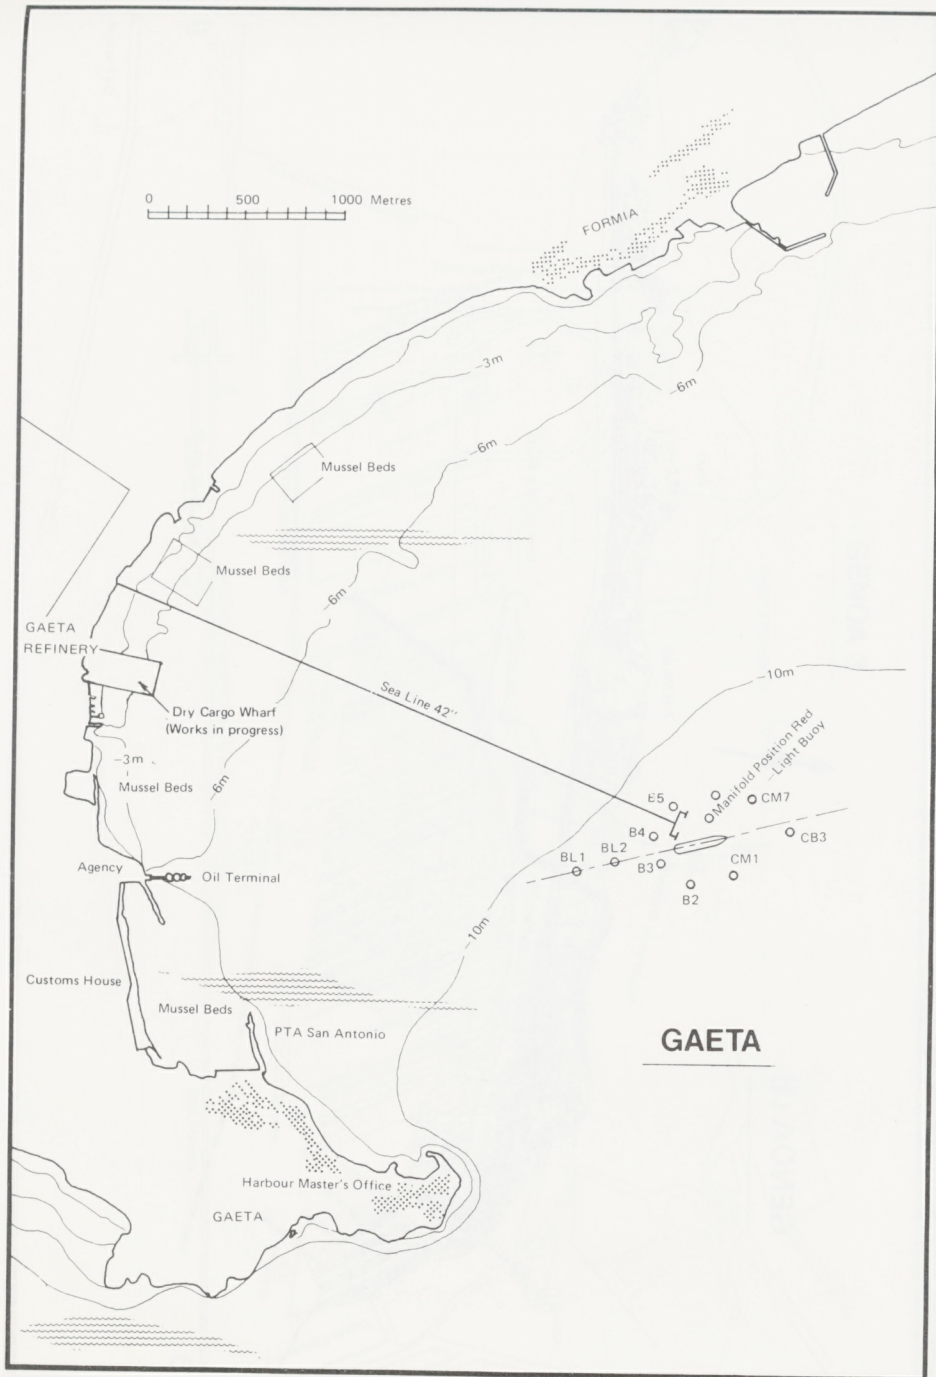 0 500 1000 Metres
FORMIA
-3m
-6m
-6m
Mussel Beds
Mussel Beds
-6m
GAETA
REFINERY
Sea Line 42"
-10m
Dry Cargo Wharf
(Works in progress)
-3m
Mussel Beds
-6m
Manifold Position Red
Light Buoy
E5
CM7
B4
CB3
BL1
BL2
B3
CM1
B2
Agency
Oil Terminal
-10m
Customs House
Mussel Beds
PTA San Antonio
GAETA
Harbour Master's Office
GAETA